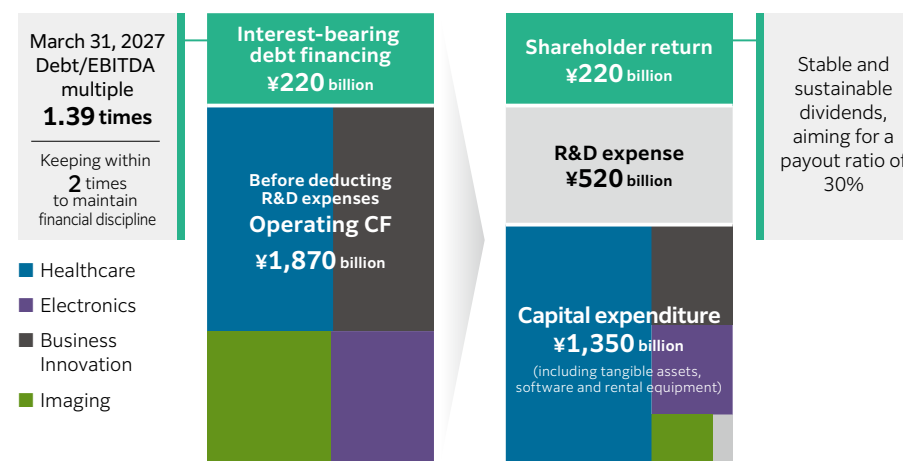 March 31, 2027
Debt/EBITDA
multiple
1.39 times
Keeping within
2 times
to maintain
financial discipline
Healthcare
Electronics
Business
Innovation
Imaging
Interest-bearing
debt financing
¥220 billion
Before deducting
R&D expenses
Operating CF
¥1,870 billion
Shareholder return
¥220 billion
R&D expense
¥520 billion
Capital expenditure
¥1,350 billion
(including tangible assets,
software and rental equipment)
Stable and
sustainable
dividends,
aiming for a
payout ratio of
30%